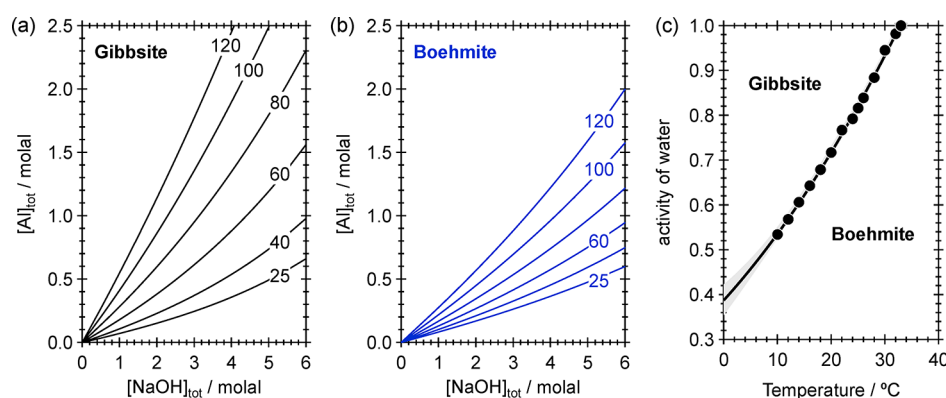 (a)
Gibbsite
120
100
80
60
40
25
2.5
2.0
1.5
1.0
0.5
0.0
0 1 2 3 4 5 6
[Al]tot / molal
[NaOH]tot / molal
(b)
Boehmite
120
100
60
25
2.5
2.0
1.5
1.0
0.5
0.0
0 1 2 3 4 5 6
[Al]tot / molal
[NaOH]tot / molal
(c)
Gibbsite
Boehmite
1.0
0.9
0.8
0.7
0.6
0.5
0.4
0.3
0 10 20 30 40
activity of water
Temperature / ºC